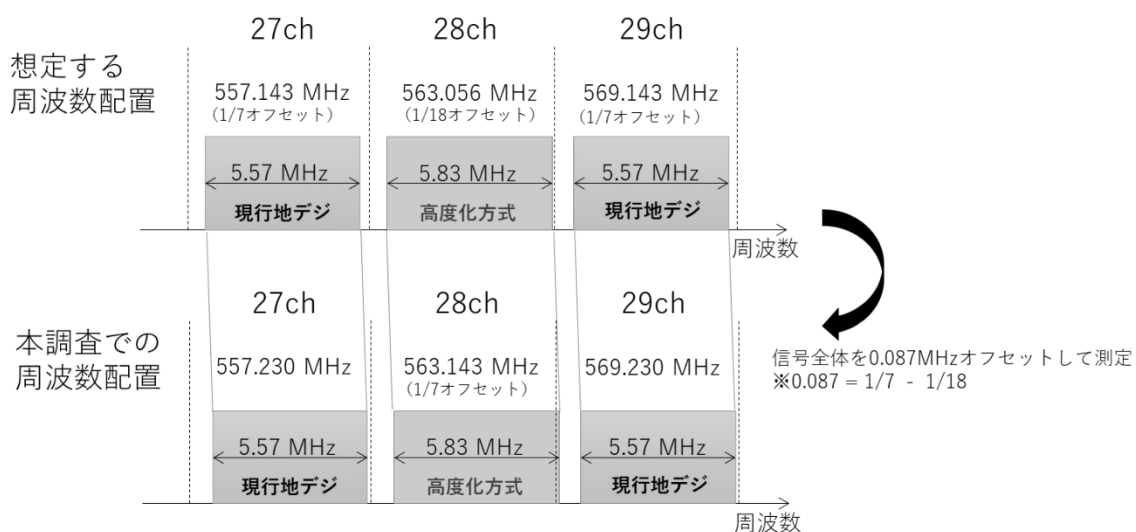 27ch
28ch
29ch
想定する
周波数配置
557.143 MHz
（1/7オフセット）
563.056 MHz
（1/18オフセット）
569.143 MHz
（1/7オフセット）
5.57 MHz
5.83 MHz
5.57 MHz
現行地デジ
高度化方式
現行地デジ
周波数
27ch
28ch
29ch
本調査での
周波数配置
557.230 MHz
563.143 MHz
（1/7オフセット）
569.230 MHz
信号全体を0.087MHzオフセットして測定
※0.087 = 1/7 - 1/18
5.57 MHz
5.83 MHz
5.57 MHz
現行地デジ
高度化方式
現行地デジ
周波数